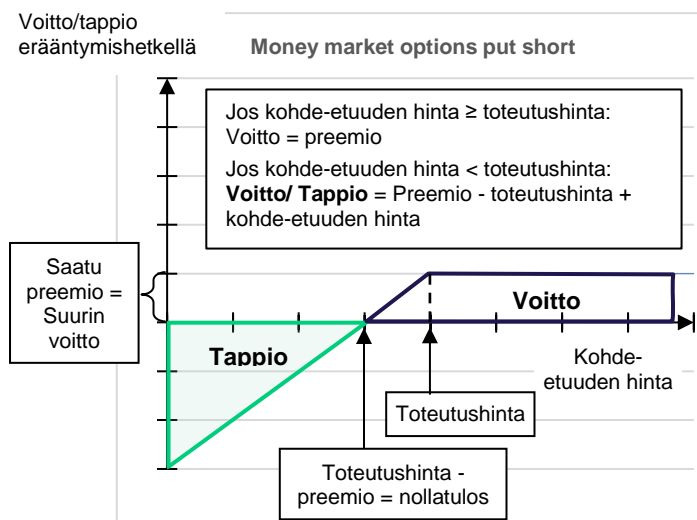 Voitto/tappio
erääntymishetkellä
Money market options put short
Jos kohde-etuuden hinta ≥ toteutushinta:
Voitto = preemio
Jos kohde-etuuden hinta < toteutushinta:
Voitto/ Tappio = Preemio - toteutushinta +
kohde-etuuden hinta
Saatu
preemio =
Suurin
voitto
Voitto
Tappio
Kohde-
etuuden hinta
Toteutushinta
Toteutushinta -
preemio = nollatulos